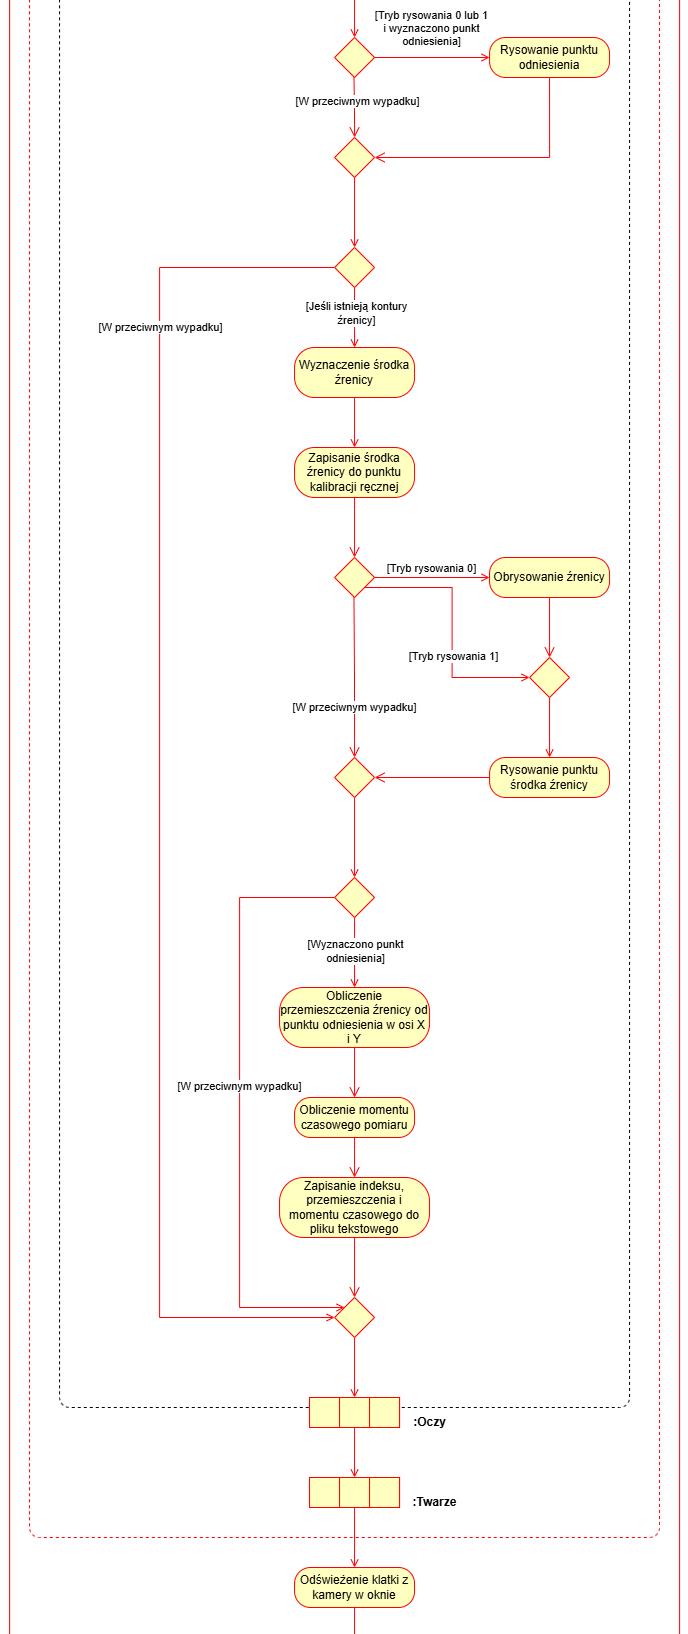 [Tryb rysowania 0 lub 1
i wyznaczono punkt
odniesienia]
Rysowanie punktu
odniesienia
[W przeciwnym wypadku]
[Jeśli istnieją kontury
źrenicy]
[W przeciwnym wypadku]
Wyznaczenie środka
źrenicy
Zapisanie środka
źrenicy do punktu
kalibracji ręcznej
[Tryb rysowania 0]
Obrysowanie źrenicy
[Tryb rysowania 1]
[W przeciwnym wypadku]
Rysowanie punktu
środka źrenicy
[Wyznaczono punkt
odniesienia]
Obliczenie
przemieszczenia źrenicy od
punktu odniesienia w osi X
i Y
[W przeciwnym wypadku]
Obliczenie momentu
czasowego pomiaru
Zapisanie indeksu,
przemieszczenia i
momentu czasowego do
pliku tekstowego
:Oczy
:Twarze
Odświeżenie klatki z
kamery w oknie